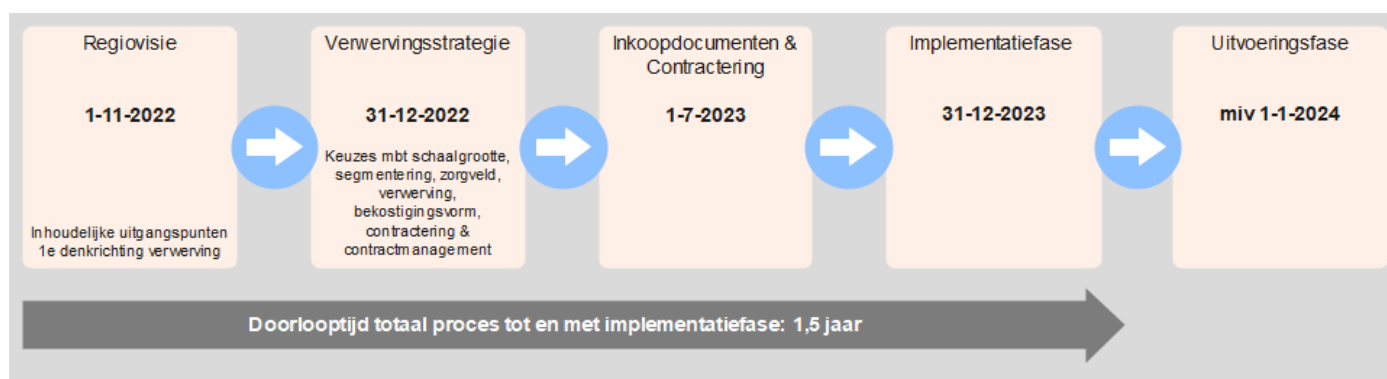 Regiovisie
1-11-2022
Inhoudelijke uitgangspunten
1e denkrichting verwerving
Verwervingsstrategie
31-12-2022
Keuzes mbt schaalgrootte,
segmentering, zorgveld,
verwerving,
bekostigingsvorm,
contractering &
contractmanagement
Inkoopdocumenten &
Contractering
1-7-2023
Implementatiefase
31-12-2023
Uitvoeringsfase
miv 1-1-2024
Doorlooptijd totaal proces tot en met implementatiefase: 1,5 jaar